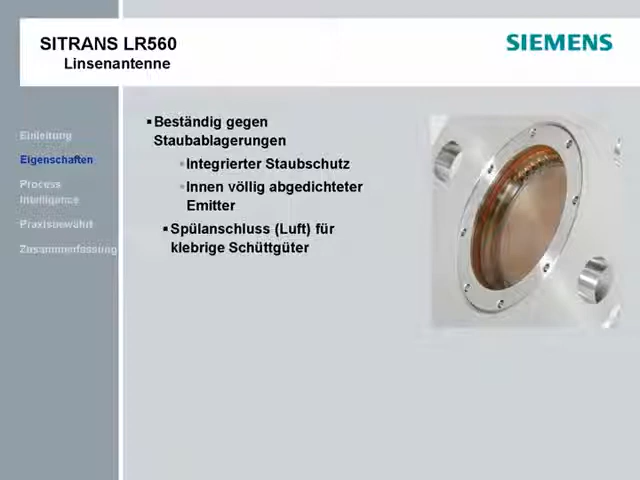 SITRANS LR560
Linsenantenne
SIEMENS
Einleitung
Eigenschaften
Process
Intelligence
Praxisbewährt
Zusammenfassung
▪Beständig gegen
Staubablagerungen
▪Integrierter Staubschutz
▪Innen völlig abgedichteter
Emitter
▪Spülanschluss (Luft) für
klebrige Schüttgüter